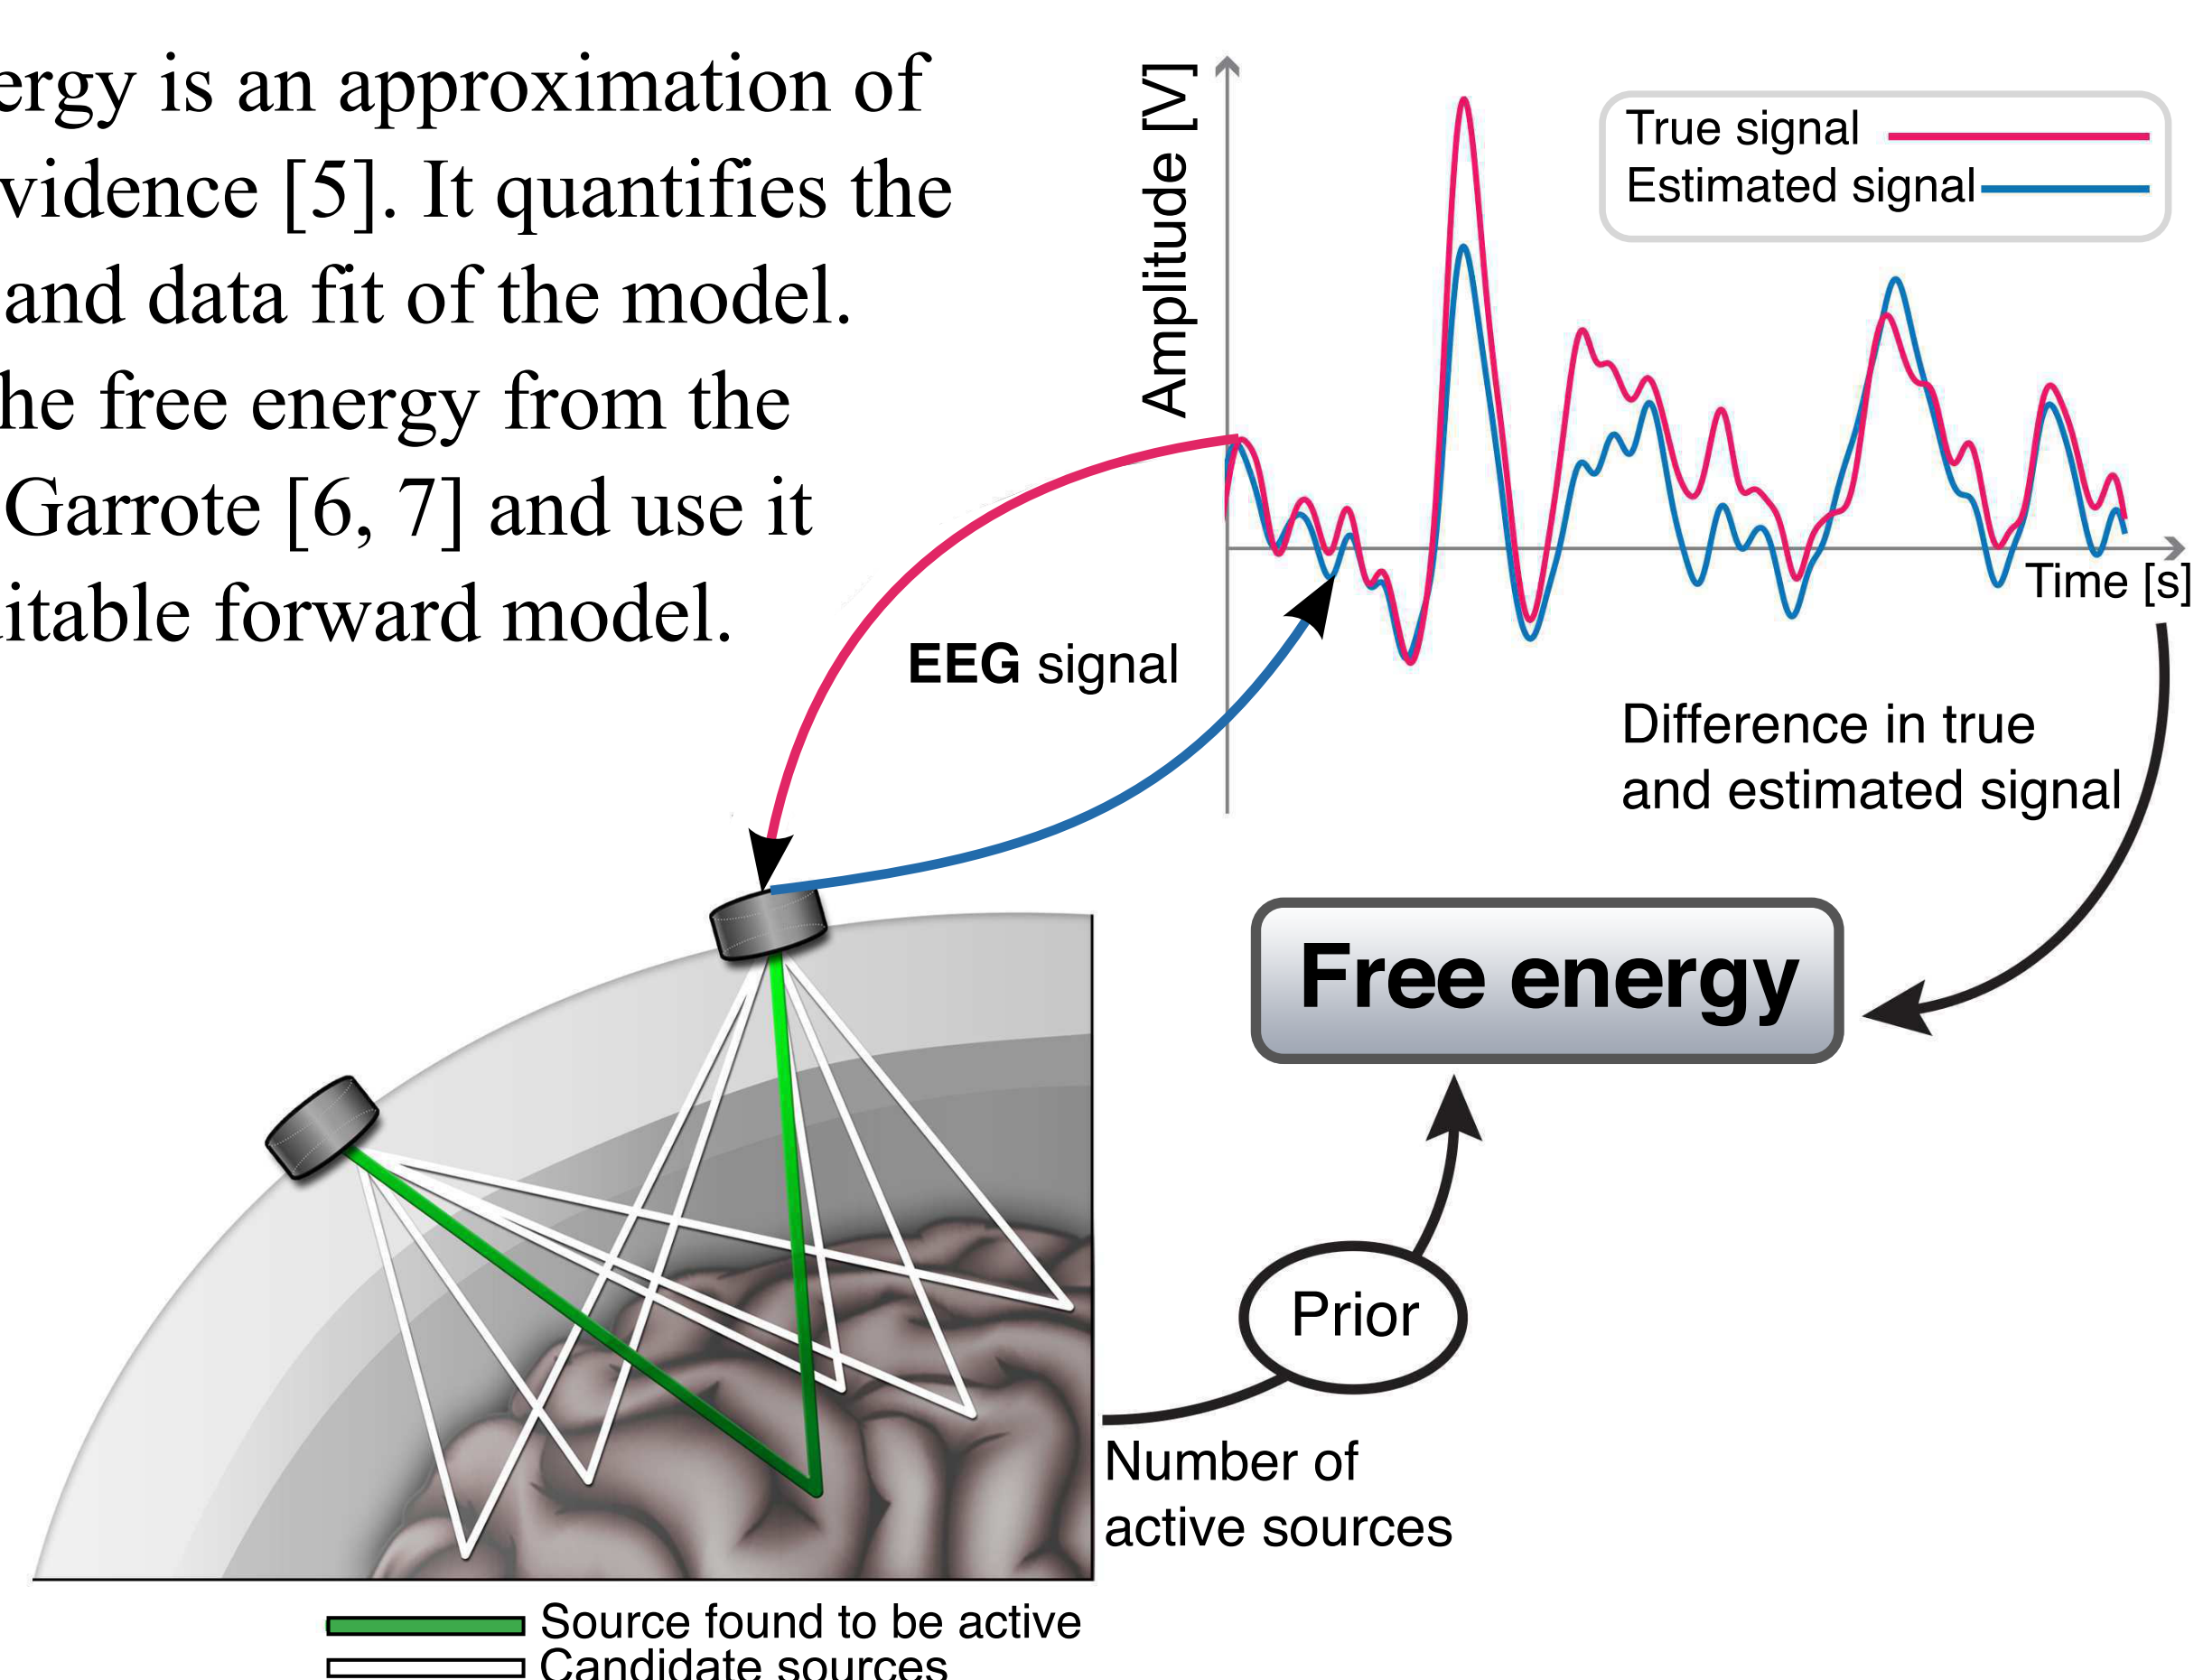 ergy is an approximation of
vidence [5]. It quantifies the
and data fit of the model.
he free energy from the
Garrote [6, 7] and use it
itable forward model.
Amplitude [V]
True signal
Estimated signal
Time [s]
EEG signal
Difference in true
and estimated signal
Free energy
Prior
Number of
active sources
Source found to be active
Candidate sources